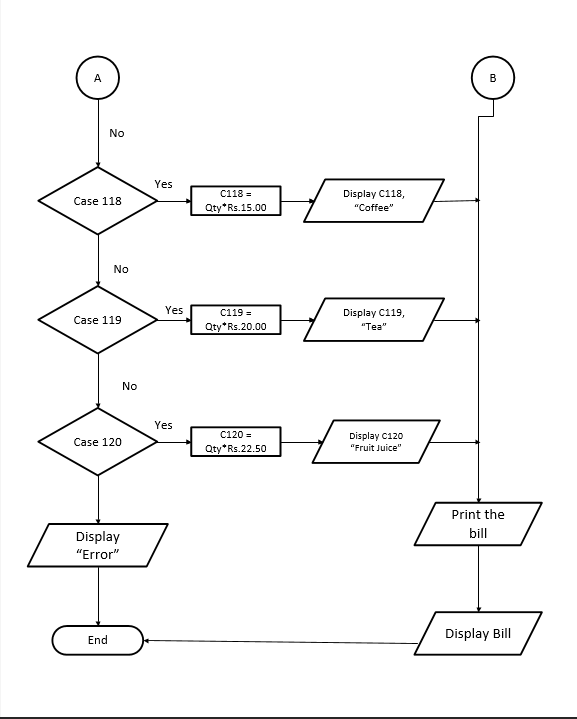 A
B
No
Case 118
Yes
C118 =
Qty*Rs.15.00
Display C118,
“Coffee”
No
Case 119
Yes
C119 =
Qty*Rs.20.00
Display C119,
“Tea”
No
Case 120
Yes
C120 =
Qty*Rs.22.50
Display C120
“Fruit Juice”
Display
“Error”
Print the
bill
End
Display Bill